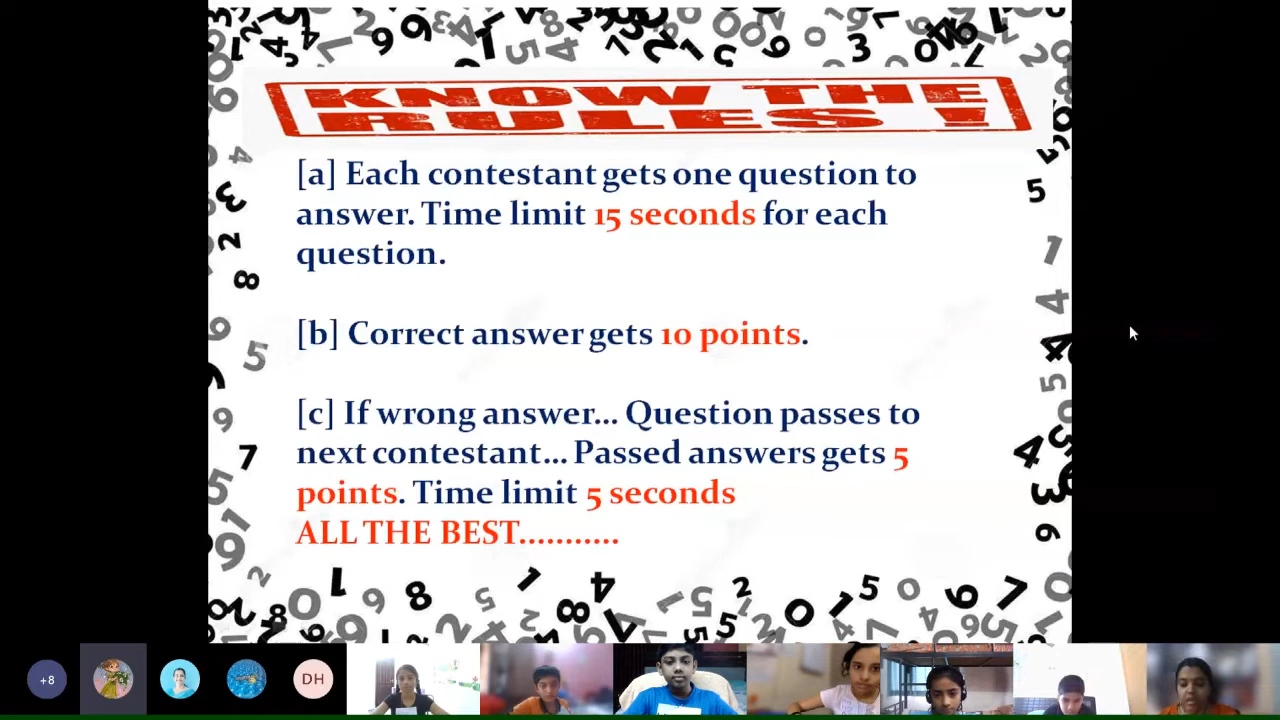 KNOW THE
RULES !
[a] Each contestant gets one question to
answer. Time limit 15 seconds for each
question.
[b] Correct answer gets 10 points.
[c] If wrong answer... Question passes to
next contestant... Passed answers gets 5
points. Time limit 5 seconds
ALL THE BEST...........
+8
DH